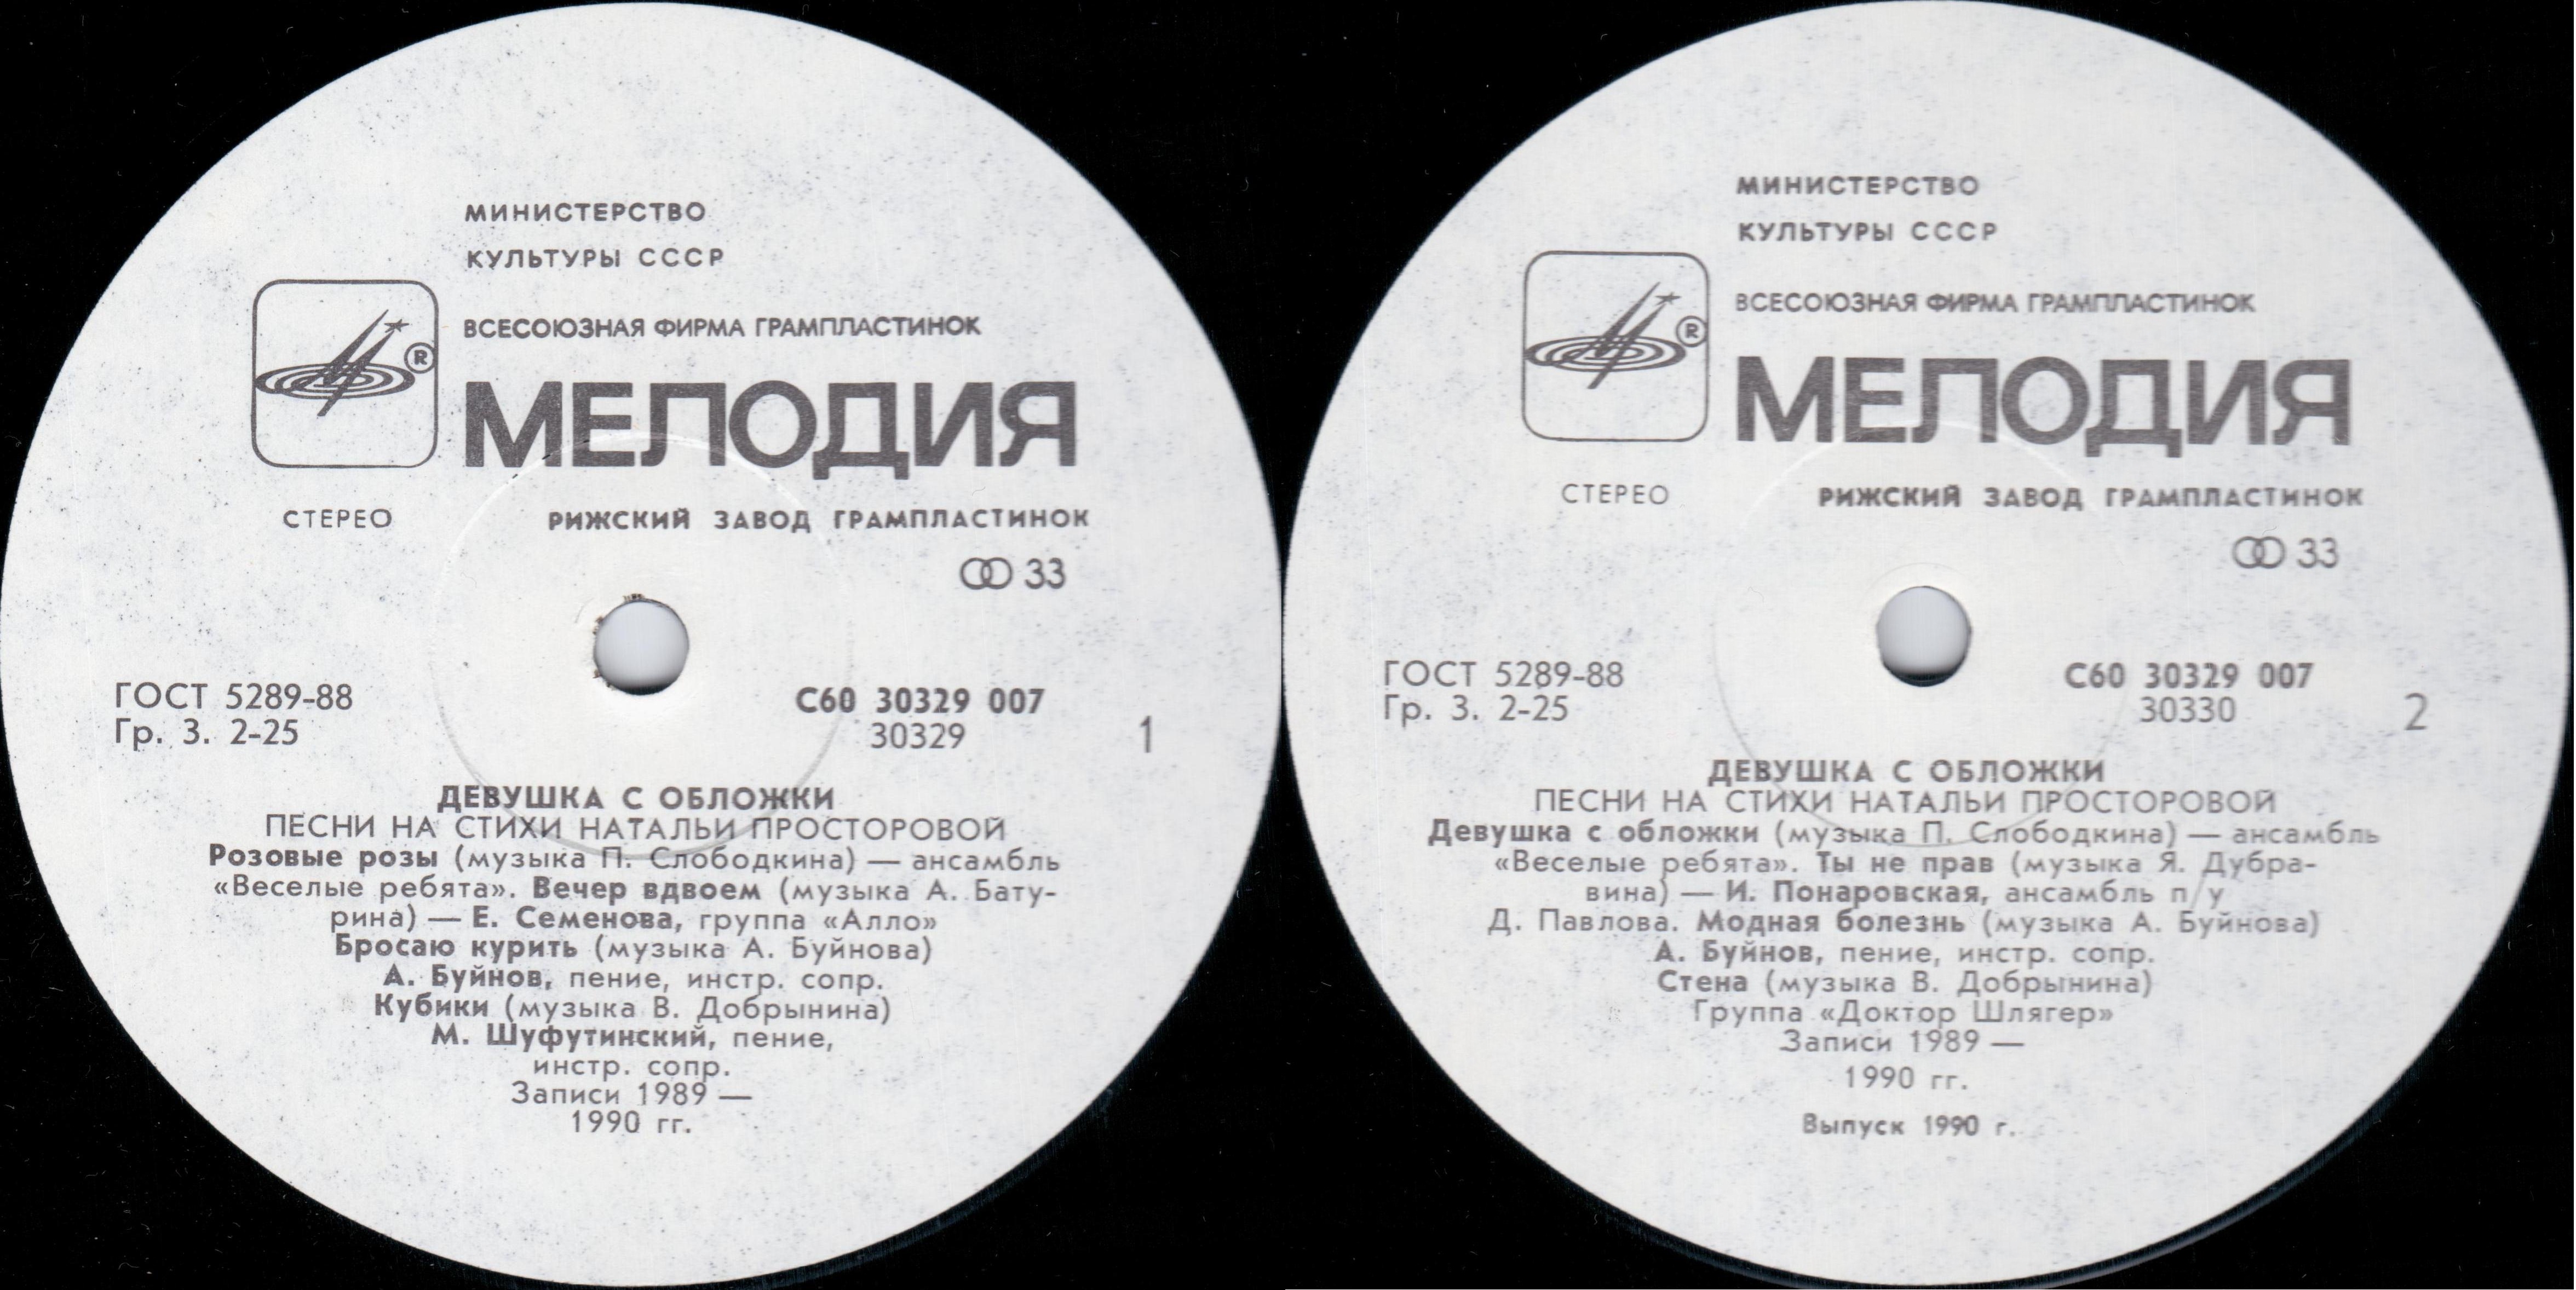 МИНИСТЕРСТВО
КУЛЬТУРЫ СССР
ВСЕСОЮЗНАЯ ФИРМА ГРАМПЛАСТИНОК
®
МЕЛОДИЯ
СТЕРЕО
РИЖСКИЙ ЗАВОД ГРАМПЛАСТИНОК
33
ГОСТ 5289-88
Гр. 3. 2-25
С60 30329 007
30329
1
ДЕВУШКА С ОБЛОЖКИ
ПЕСНИ НА СТИХИ НАТАЛЬИ ПРОСТОРОВОЙ
Розовые розы (музыка П. Слободкина) — ансамбль
«Веселые ребята». Вечер вдвоем (музыка А. Бату-
рина) — Е. Семенова, группа «Алло»
Бросаю курить (музыка А. Буйнова)
А. Буйнов, пение, инстр. сопр.
Кубики (музыка В. Добрынина)
М. Шуфутинский, пение,
инстр. сопр.
Записи 1989 —
1990 гг.
МИНИСТЕРСТВО
КУЛЬТУРЫ СССР
ВСЕСОЮЗНАЯ ФИРМА ГРАМПЛАСТИНОК
®
МЕЛОДИЯ
СТЕРЕО
РИЖСКИЙ ЗАВОД ГРАМПЛАСТИНОК
33
ГОСТ 5289-88
Гр. 3. 2-25
С60 30329 007
30330
2
ДЕВУШКА С ОБЛОЖКИ
ПЕСНИ НА СТИХИ НАТАЛЬИ ПРОСТОРОВОЙ
Девушка с обложки (музыка П. Слободкина) — ансамбль
«Веселые ребята». Ты не прав (музыка Я. Дубра-
вина) — И. Понаровская, ансамбль п/у
Д. Павлова. Модная болезнь (музыка А. Буйнова)
А. Буйнов, пение, инстр. сопр.
Стена (музыка В. Добрынина)
Группа «Доктор Шлягер»
Записи 1989 —
1990 гг.
Выпуск 1990 г.